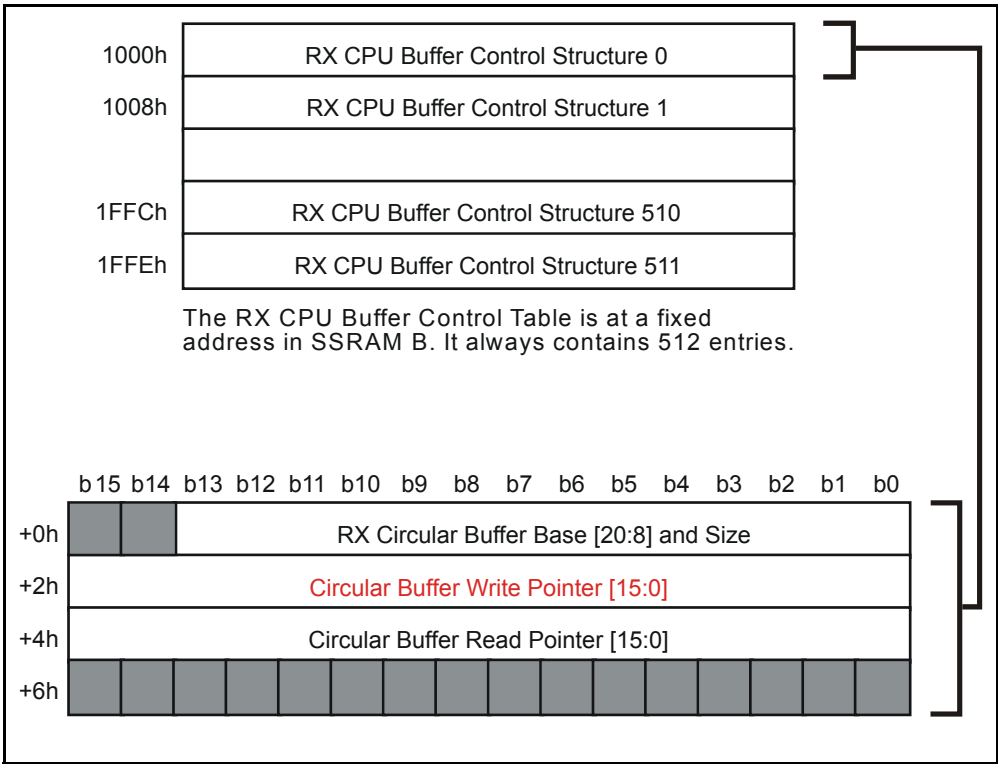 1000h RX CPU Buffer Control Structure 0
1008h RX CPU Buffer Control Structure 1
1FFCh RX CPU Buffer Control Structure 510
1FFEh RX CPU Buffer Control Structure 511
The RX CPU Buffer Control Table is at a fixed
address in SSRAM B. It always contains 512 entries.
b15 b14 b13 b12 b11 b10 b9 b8 b7 b6 b5 b4 b3 b2 b1 b0
+0h RX Circular Buffer Base [20:8] and Size
+2h Circular Buffer Write Pointer [15:0]
+4h Circular Buffer Read Pointer [15:0]
+6h